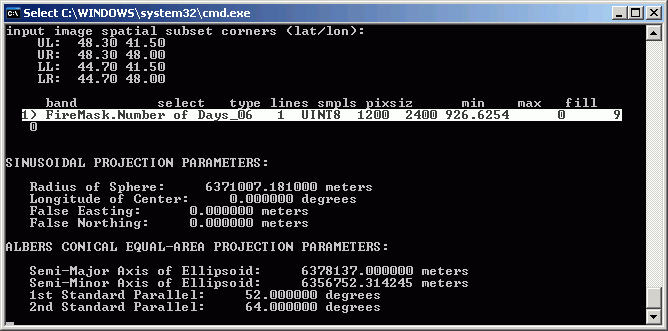 Select C:\WINDOWS\system32\cmd.exe
input image spatial subset corners (lat/lon):
UL: 48.30 41.50
UR: 48.30 48.00
LL: 44.70 41.50
LR: 44.70 48.00
band select type lines smpls pixsiz min max fill
1) FireMask.Number of Days_06 1 UINT8 1200 2400 926.6254 0 9
0
SINUSOIDAL PROJECTION PARAMETERS:
Radius of Sphere: 6371007.181000 meters
Longitude of Center: 0.000000 degrees
False Easting: 0.000000 meters
False Northing: 0.000000 meters
ALBERS CONICAL EQUAL-AREA PROJECTION PARAMETERS:
Semi-Major Axis of Ellipsoid: 6378137.000000 meters
Semi-Minor Axis of Ellipsoid: 6356752.314245 meters
1st Standard Parallel: 52.000000 degrees
2nd Standard Parallel: 64.000000 degrees